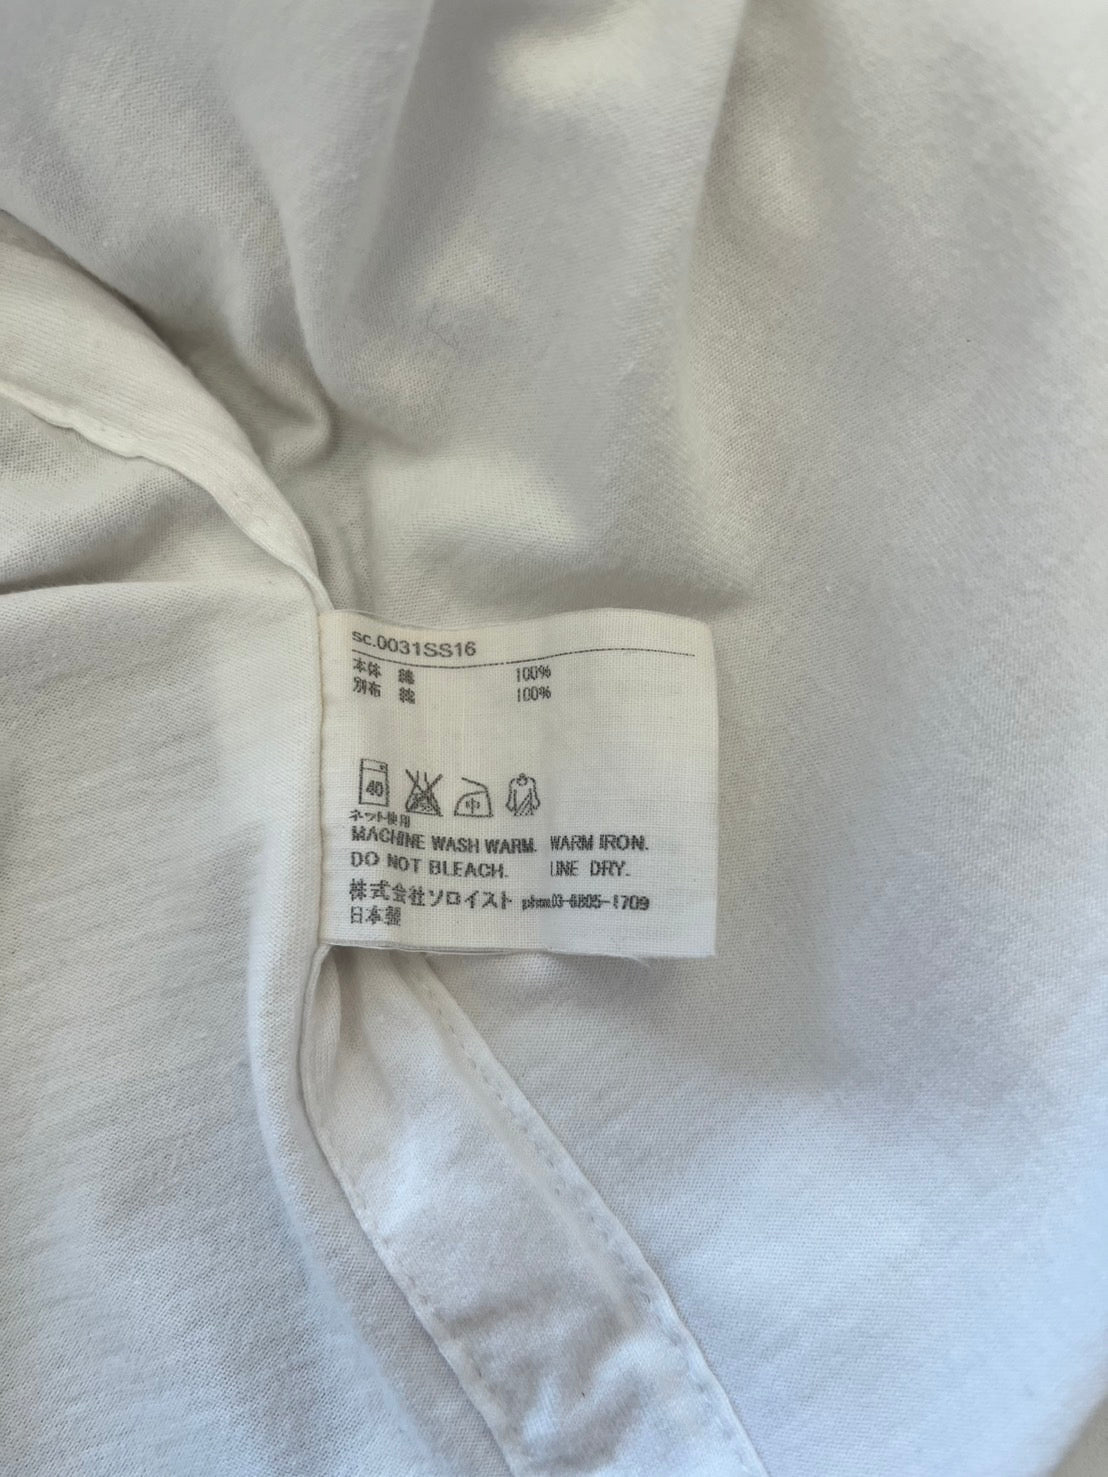 sc.0031SS16
本体 綿 100%
別布 綿 100%
40 中
ネット使用
MACHINE WASH WARM. WARM IRON.
DO NOT BLEACH. LINE DRY.
株式会社ソロイスト phone.03-6805-1709
日本製